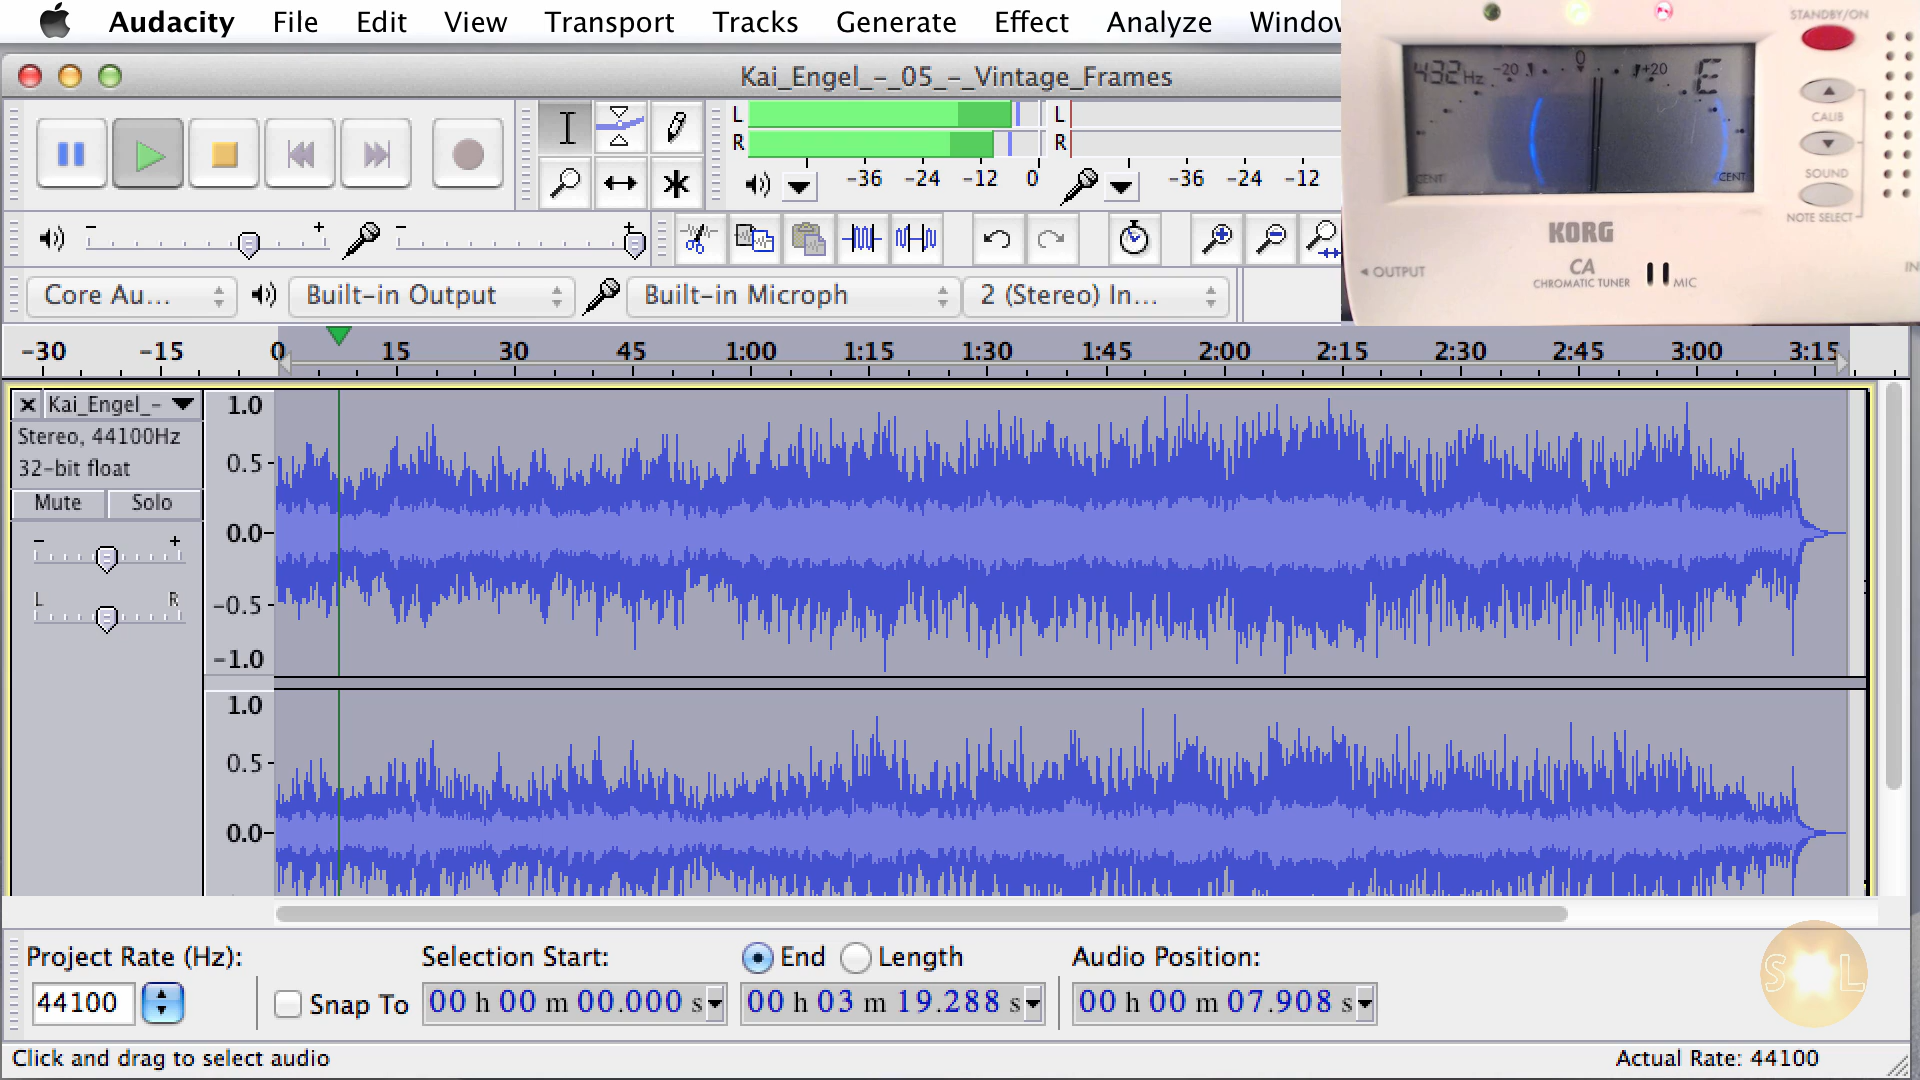 Audacity File Edit View Transport Tracks Generate Effect Analyze Windo
STANDBY/ON
432 Hz -20 0 +20 E
CALIB
SOUND
CENT CENT
NOTE SELECT
KORG
CA
CHROMATIC TUNER MIC
◄ OUTPUT IN
Kai_Engel_-_05_-_Vintage_Frames
L L
R R
-36 -24 -12 0 -36 -24 -12
- + - +
Core Au... Built-in Output Built-in Microph 2 (Stereo) In...
-30 -15 0 15 30 45 1:00 1:15 1:30 1:45 2:00 2:15 2:30 2:45 3:00 3:15
Kai_Engel_-
Stereo, 44100Hz
32-bit float
Mute Solo
- +
L R
1.0
0.5
0.0
-0.5
-1.0
1.0
0.5
0.0
Project Rate (Hz): Selection Start: End Length Audio Position:
44100 Snap To 00 h 00 m 00.000 s 00 h 03 m 19.288 s 00 h 00 m 07.908 s
S L
Click and drag to select audio Actual Rate: 44100